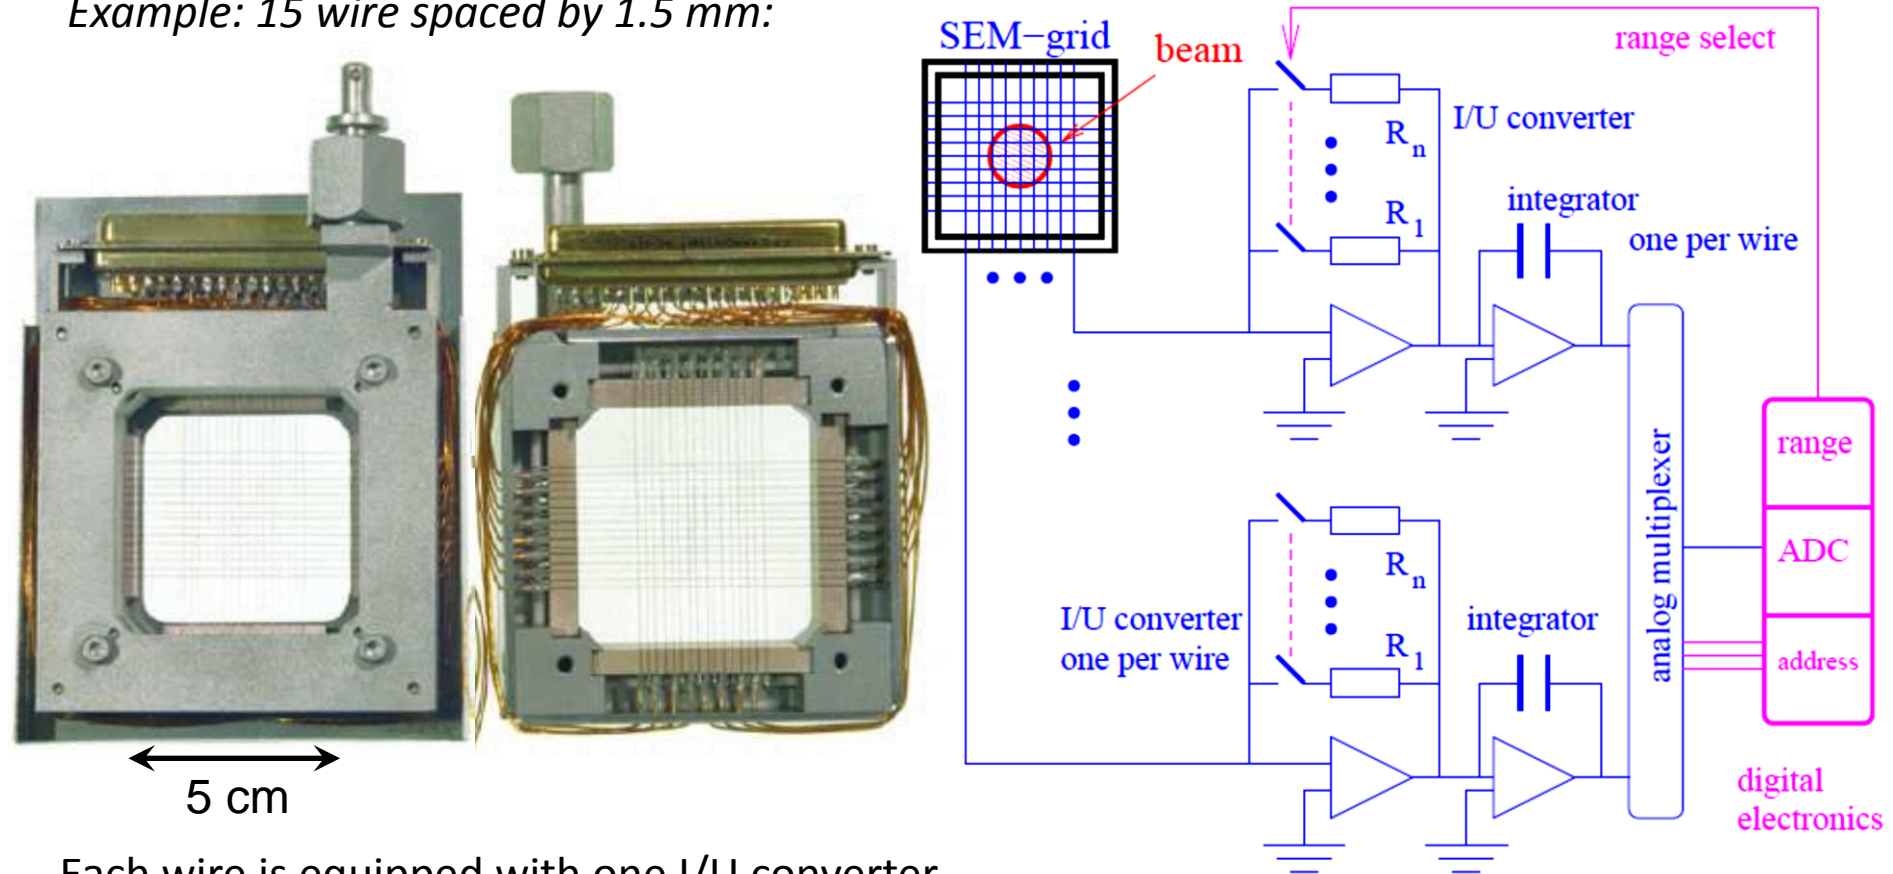 Example: 15 wire spaced by 1.5 mm:
SEM−grid
beam
range select
I/U converter
R n
R 1
integrator
one per wire
range
ADC
address
analog multiplexer
R n
I/U converter
one per wire
R 1
integrator
digital
electronics
5 cm
Each wire is equipped with one I/U converter